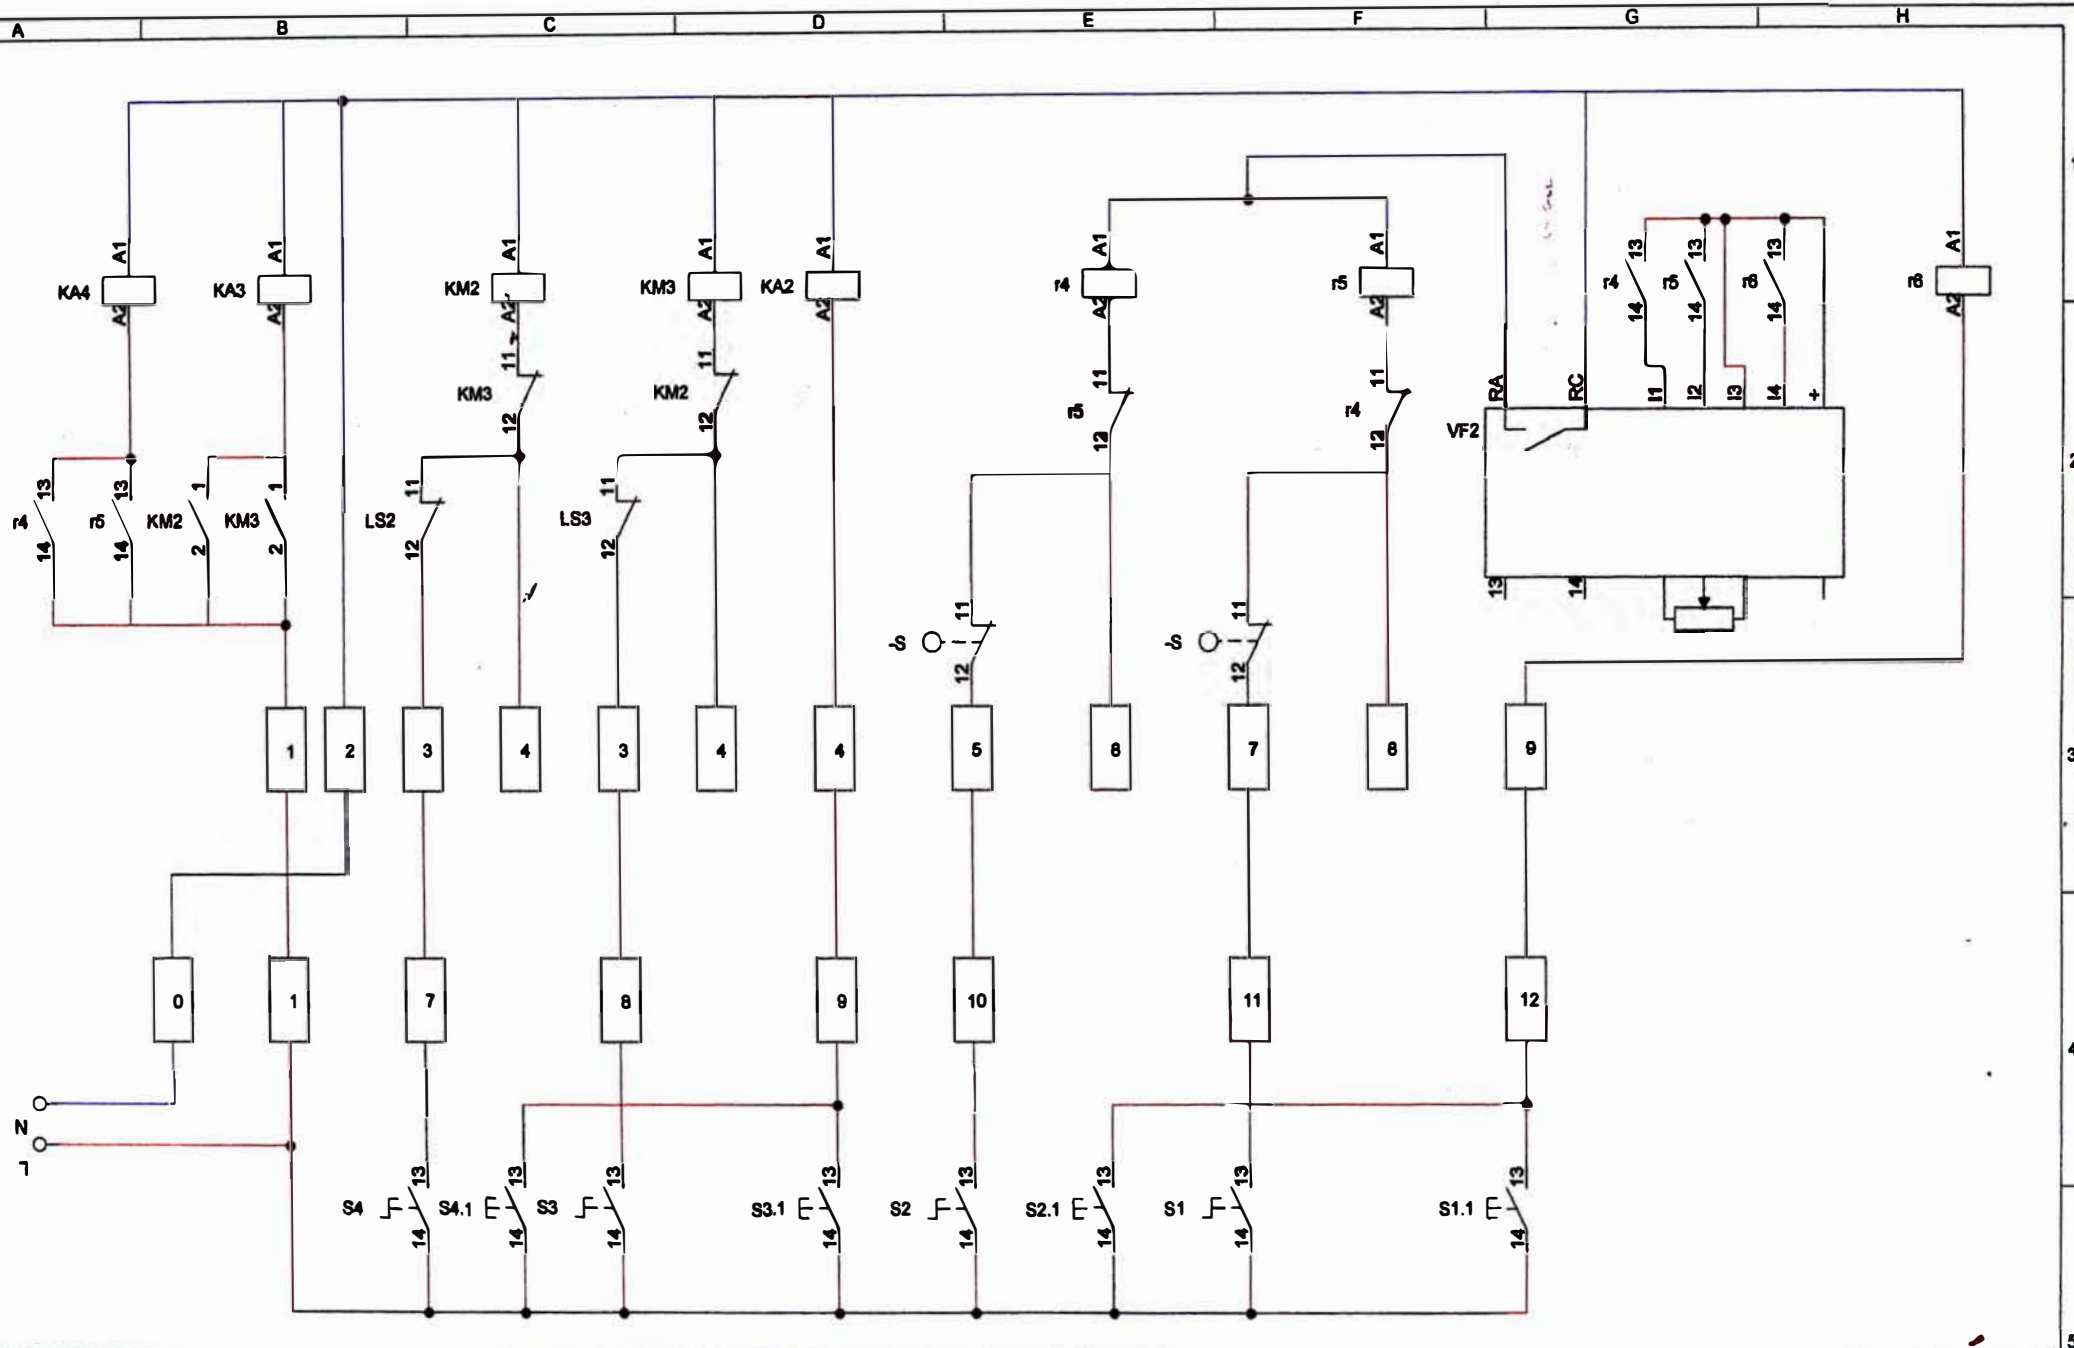 A B C D E F G H
1
A1 A1 A1 A1 A1 A1 A1 13 13 13 A1
KA4 KA3 KM2 KM3 KA2 r4 r5 r4 r5 r6 r6
A2 A2 A2 A2 A2 A2 A2 14 14 14 A2
11 11 11 11
KM3 KM2 r5 r4
12 12 12 12
RA RC I1 I2 I3 I4 +
VF2
2
13 13 1 1 11 11
r4 r5 KM2 KM3 LS2 LS3
14 14 2 2 12 12
13 14
11 11
-S -S
12 12
1 2 3 4 3 4 4 5 6 7 6 9
3
0 1 7 8 9 10 11 12
4
N
L
13 13 13 13 13 13 13 13
S4 S4.1 S3 S3.1 S2 S2.1 S1 S1.1
14 14 14 14 14 14 14 14
5